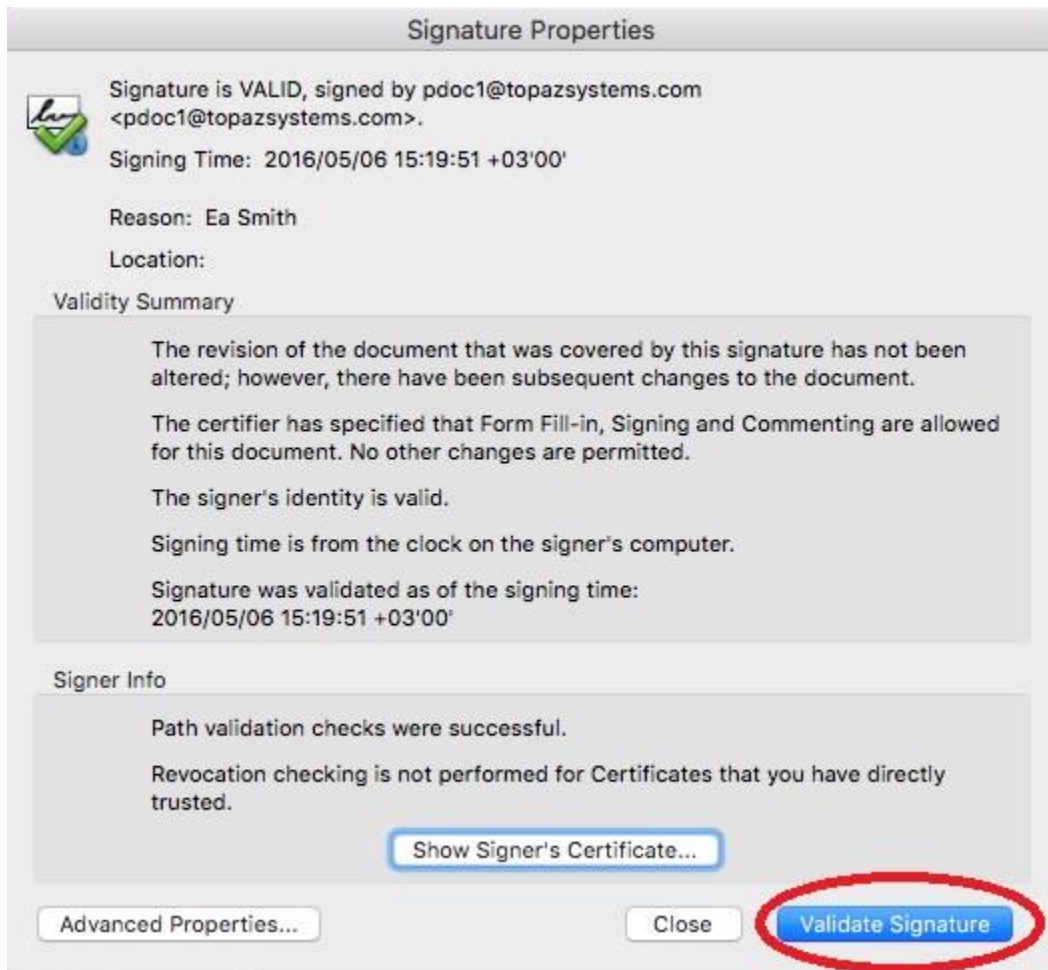 Signature Properties
Signature is VALID, signed by pdoc1@topazsystems.com
<pdoc1@topazsystems.com>.
Signing Time: 2016/05/06 15:19:51 +03'00'
Reason: Ea Smith
Location:
Validity Summary
The revision of the document that was covered by this signature has not been
altered; however, there have been subsequent changes to the document.
The certifier has specified that Form Fill-in, Signing and Commenting are allowed
for this document. No other changes are permitted.
The signer's identity is valid.
Signing time is from the clock on the signer's computer.
Signature was validated as of the signing time:
2016/05/06 15:19:51 +03'00'
Signer Info
Path validation checks were successful.
Revocation checking is not performed for Certificates that you have directly
trusted.
Show Signer's Certificate...
Advanced Properties...
Close
Validate Signature